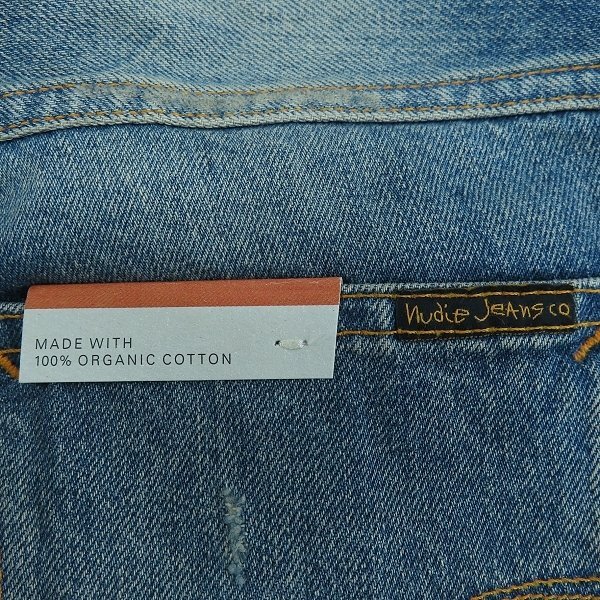 MADE WITH
100% ORGANIC COTTON
Nudie Jeans co